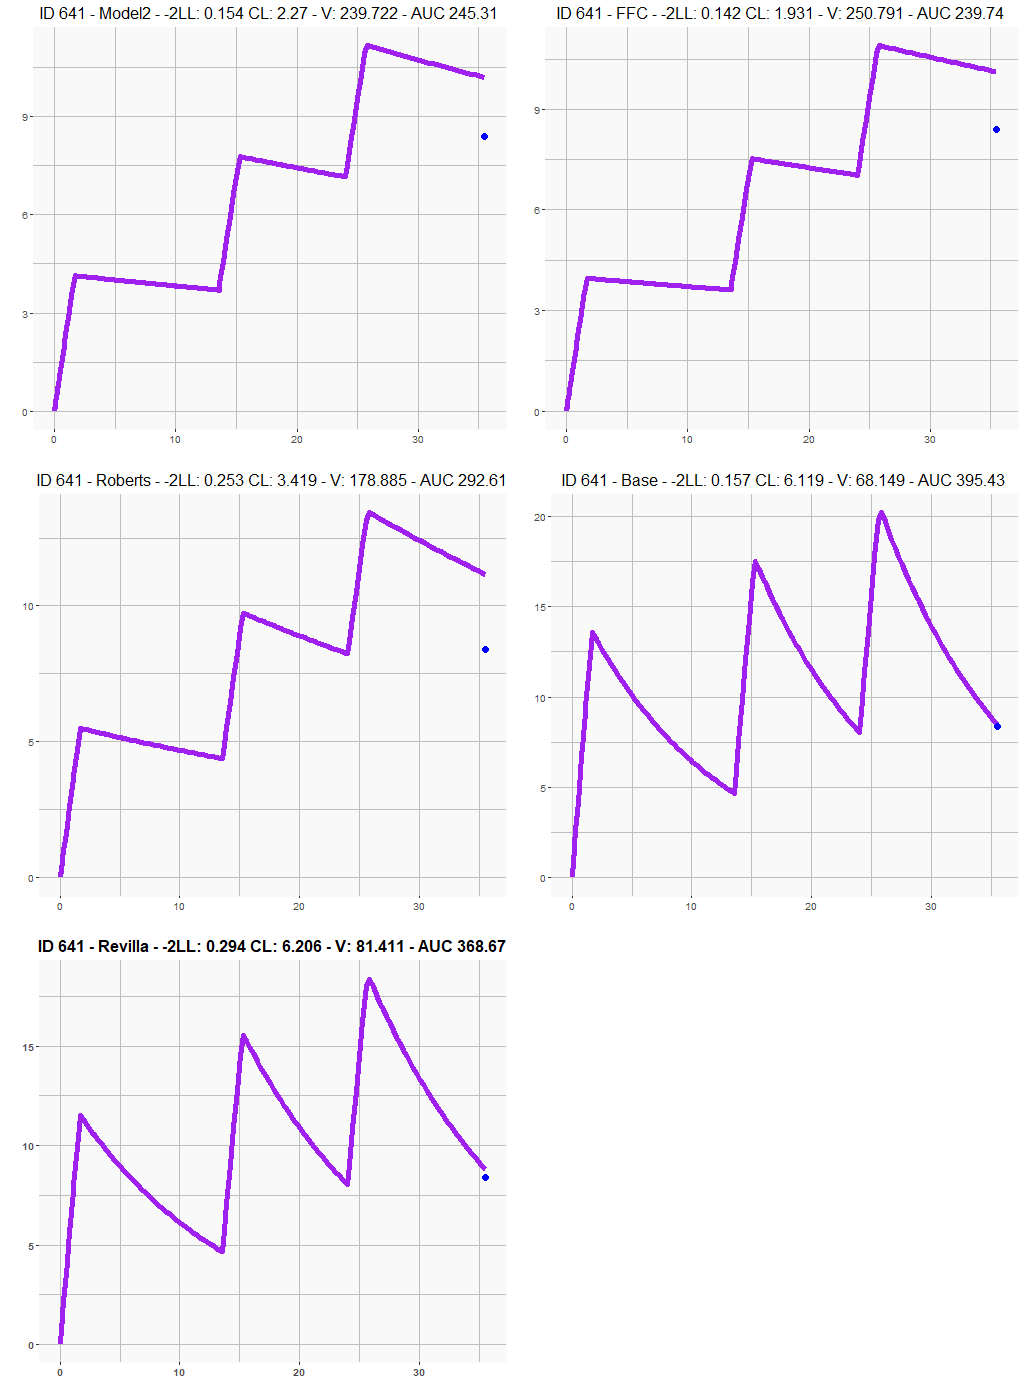 ID 641 - Model2 - -2LL: 0.154 CL: 2.27 - V: 239.722 - AUC 245.31
9
6
3
0
0 10 20 30
ID 641 - FFC - -2LL: 0.142 CL: 1.931 - V: 250.791 - AUC 239.74
9
6
3
0
0 10 20 30
ID 641 - Roberts - -2LL: 0.253 CL: 3.419 - V: 178.885 - AUC 292.61
10
5
0
0 10 20 30
ID 641 - Base - -2LL: 0.157 CL: 6.119 - V: 68.149 - AUC 395.43
20
15
10
5
0
0 10 20 30
ID 641 - Revilla - -2LL: 0.294 CL: 6.206 - V: 81.411 - AUC 368.67
15
10
5
0
0 10 20 30